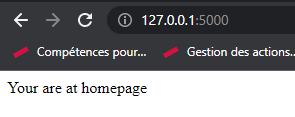 127.0.0.1:5000
Compétences pour... Gestion des actions...
Your are at homepage